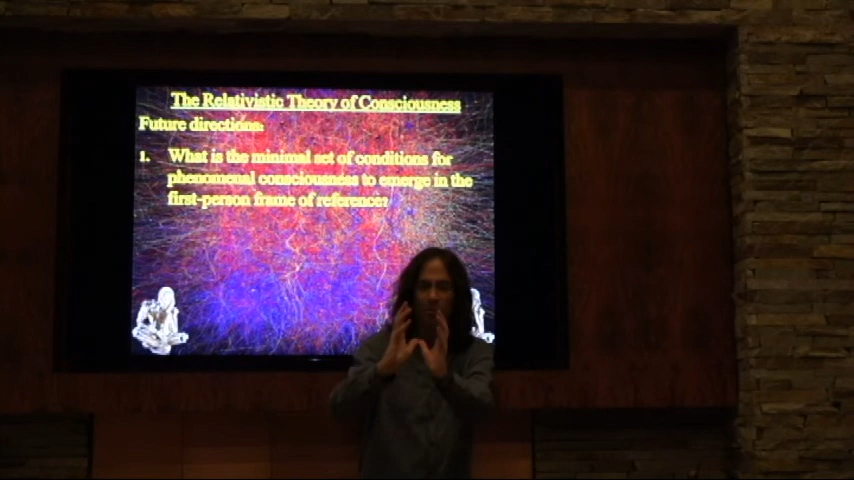 The Relativistic Theory of Consciousness
Future directions:
1. What is the minimal set of conditions for
phenomenal consciousness to emerge in the
first-person frame of reference?